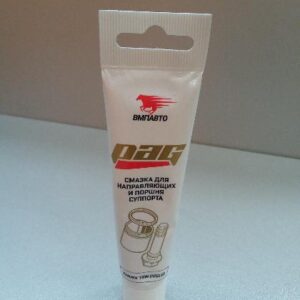 ВМПАВТО
PAG
СМАЗКА ДЛЯ
НАПРАВЛЯЮЩИХ
И ПОРШНЯ
СУППОРТА